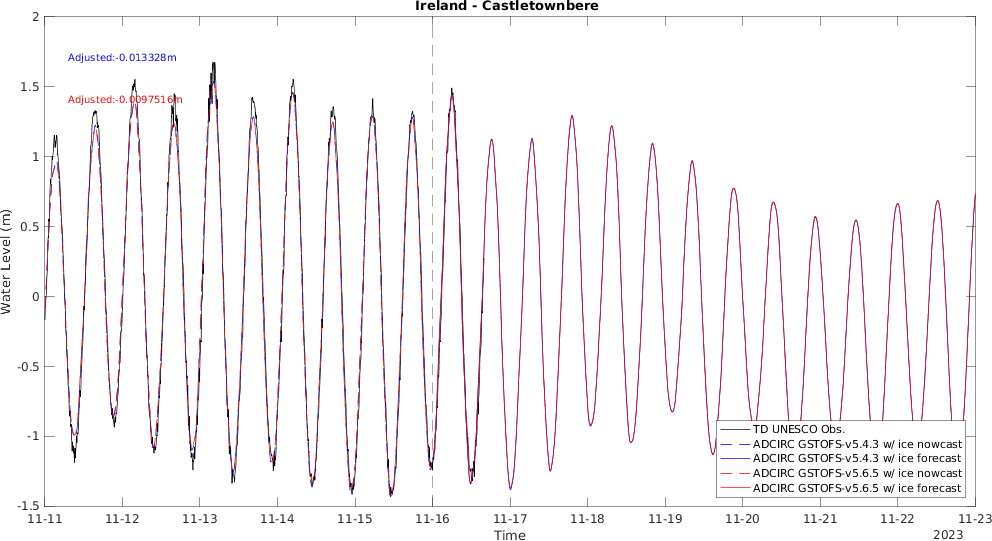 Ireland - Castletownbere
Adjusted:-0.013328m
Adjusted:-0.0097516m
Water Level (m)
2
1.5
1
0.5
0
-0.5
-1
-1.5
TD UNESCO Obs.
ADCIRC GSTOFS-v5.4.3 w/ ice nowcast
ADCIRC GSTOFS-v5.4.3 w/ ice forecast
ADCIRC GSTOFS-v5.6.5 w/ ice nowcast
ADCIRC GSTOFS-v5.6.5 w/ ice forecast
11-11 11-12 11-13 11-14 11-15 11-16 11-17 11-18 11-19 11-20 11-21 11-22 11-23
Time
2023